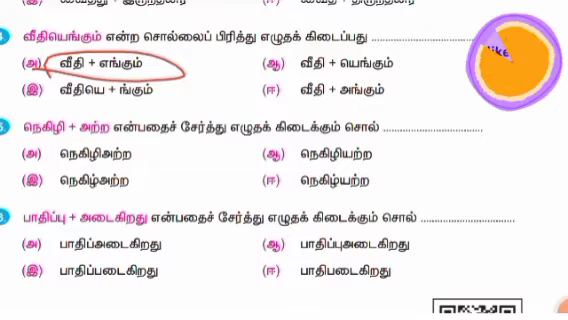 வீதியெங்கும் என்ற சொல்லைப் பிரித்து எழுதக் கிடைப்பது ........................
(அ) வீதி + எங்கும் (ஆ) வீதி + யெங்கும்
(இ) வீதியெ + ங்கும் (ஈ) வீதி + அங்கும்
நெகிழி + அற்ற என்பதைச் சேர்த்து எழுதக் கிடைக்கும் சொல் ........................
(அ) நெகிழிஅற்ற (ஆ) நெகிழியற்ற
(இ) நெகிழ்அற்ற (ஈ) நெகிழ்யற்ற
பாதிப்பு + அடைகிறது என்பதைச் சேர்த்து எழுதக் கிடைக்கும் சொல் ........................
(அ) பாதிப்அடைகிறது (ஆ) பாதிப்புஅடைகிறது
(இ) பாதிப்படைகிறது (ஈ) பாதிபடைகிறது